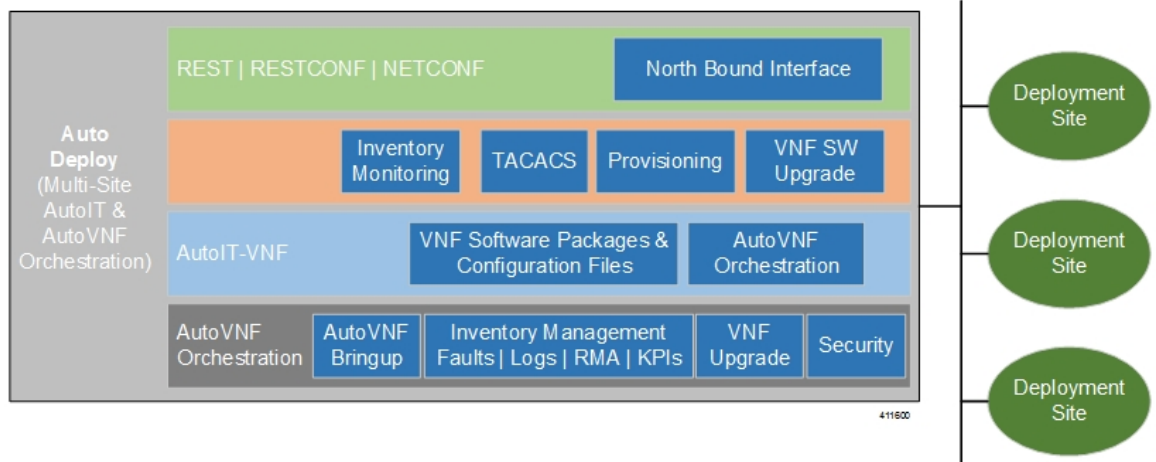 Auto
Deploy
(Multi-Site
AutoIT &
AutoVNF
Orchestration)
REST | RESTCONF | NETCONF
North Bound Interface
Inventory
Monitoring
TACACS
Provisioning
VNF SW
Upgrade
AutoIT-VNF
VNF Software Packages &
Configuration Files
AutoVNF
Orchestration
AutoVNF
Orchestration
AutoVNF
Bringup
Inventory Management
Faults | Logs | RMA | KPIs
VNF
Upgrade
Security
411600
Deployment
Site
Deployment
Site
Deployment
Site